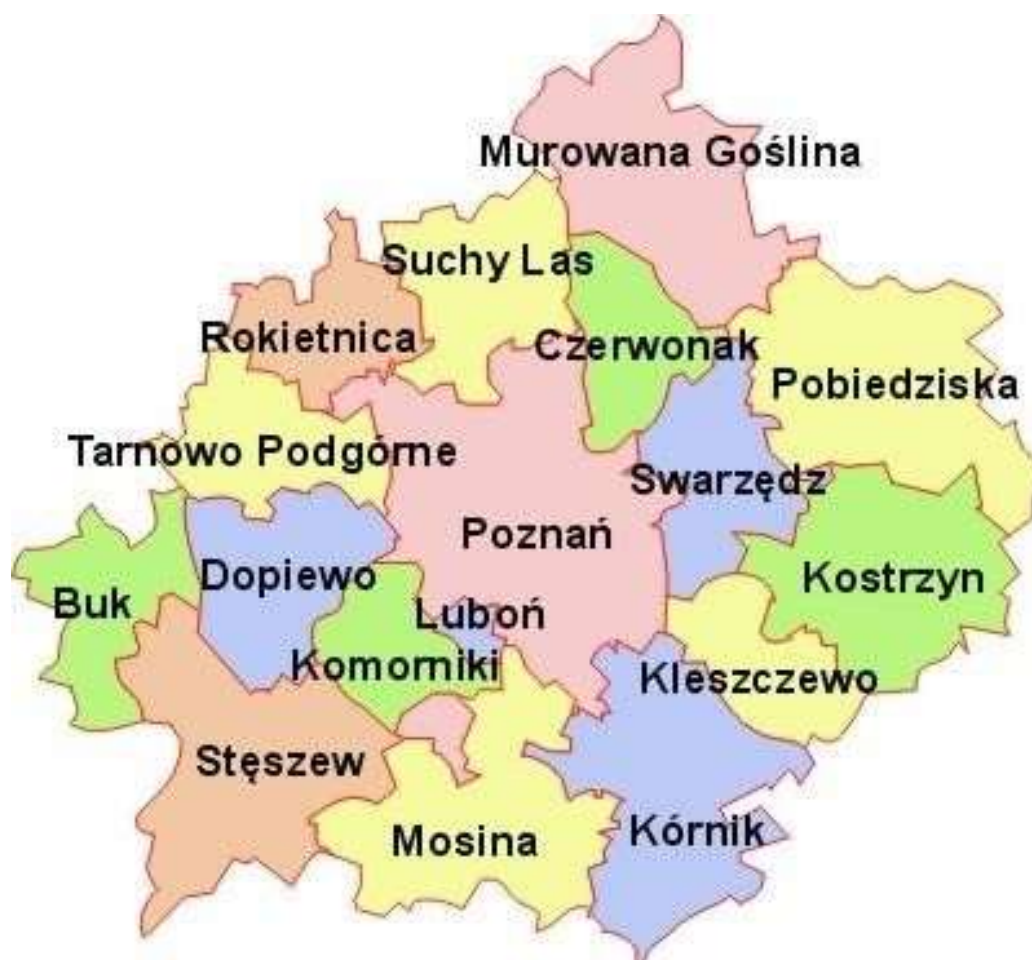 Murowana Goślina
Suchy Las
Rokietnica
Czerwonak
Pobiedziska
Tarnowo Podgórne
Swarzędz
Poznań
Dopiewo
Kostrzyn
Buk
Luboń
Komorniki
Kleszczewo
Stęszew
Kórnik
Mosina